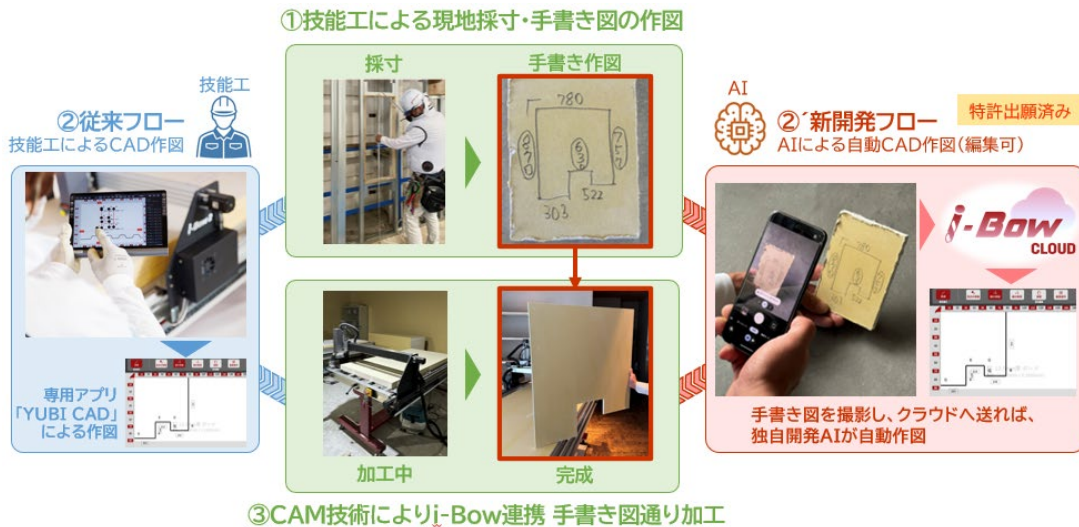 ①技能工による現地採寸・手書き図の作図
採寸
手書き作図
780
870
636
757
303
522
技能工
②従来フロー
技能工によるCAD作図
i-Bow
専用アプリ
「YUBI CAD」
による作図
AI
特許出願済み
②´新開発フロー
AIによる自動CAD作図(編集可)
i-Bow
CLOUD
手書き図を撮影し、クラウドへ送れば、
独自開発AIが自動作図
加工中
完成
③CAM技術によりi-Bow連携 手書き図通り加工